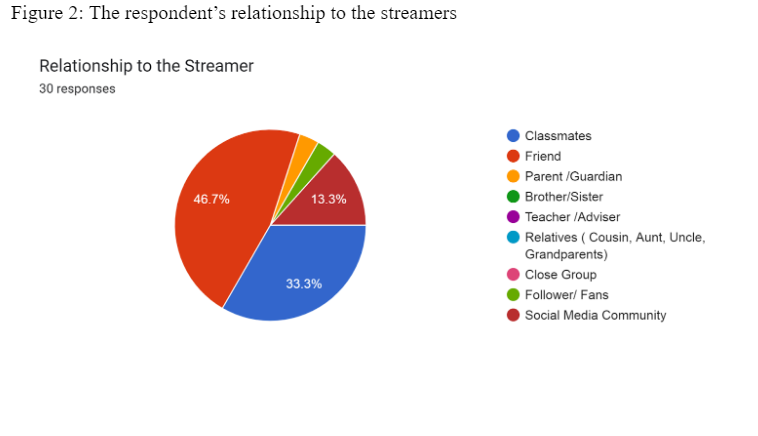 Figure 2: The respondent’s relationship to the streamers
Relationship to the Streamer
30 responses
46.7%
13.3%
33.3%
Classmates
Friend
Parent /Guardian
Brother/Sister
Teacher /Adviser
Relatives ( Cousin, Aunt, Uncle,
Grandparents)
Close Group
Follower/ Fans
Social Media Community